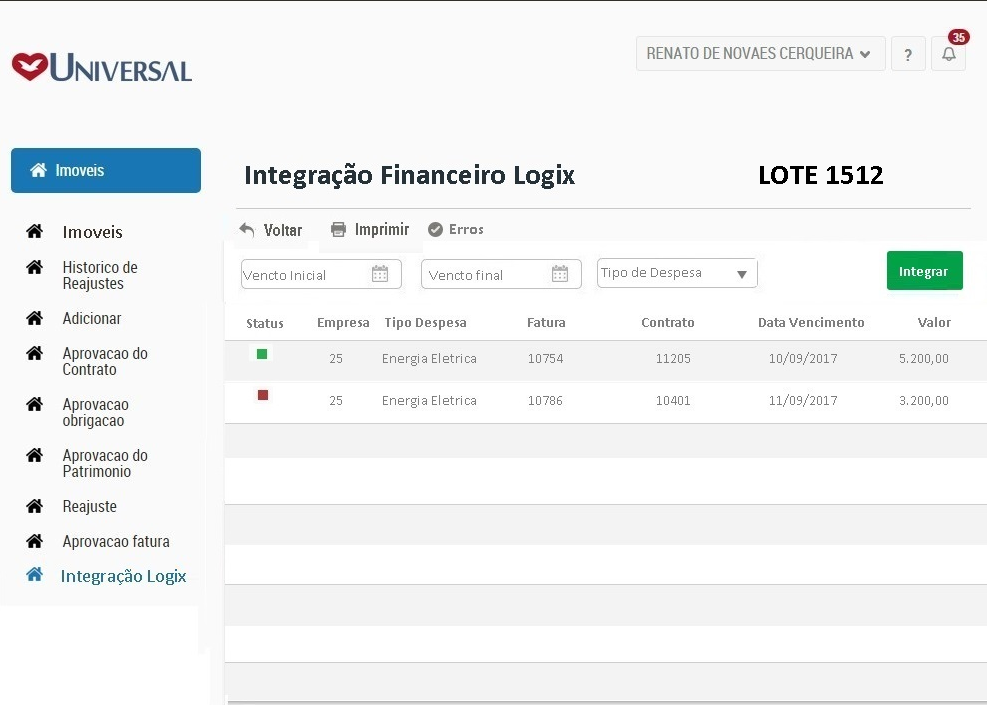 UNIVERSAL
RENATO DE NOVAES CERQUEIRA
?
35
Imoveis
Imoveis
Historico de
Reajustes
Adicionar
Aprovacao do
Contrato
Aprovacao
obrigacao
Aprovacao do
Patrimonio
Reajuste
Aprovacao fatura
Integração Logix
Integração Financeiro Logix LOTE 1512
Voltar Imprimir Erros
Vencto Inicial Vencto final Tipo de Despesa Integrar
Status Empresa Tipo Despesa Fatura Contrato Data Vencimento Valor
25 Energia Eletrica 10754 11205 10/09/2017 5.200,00
25 Energia Eletrica 10786 10401 11/09/2017 3.200,00